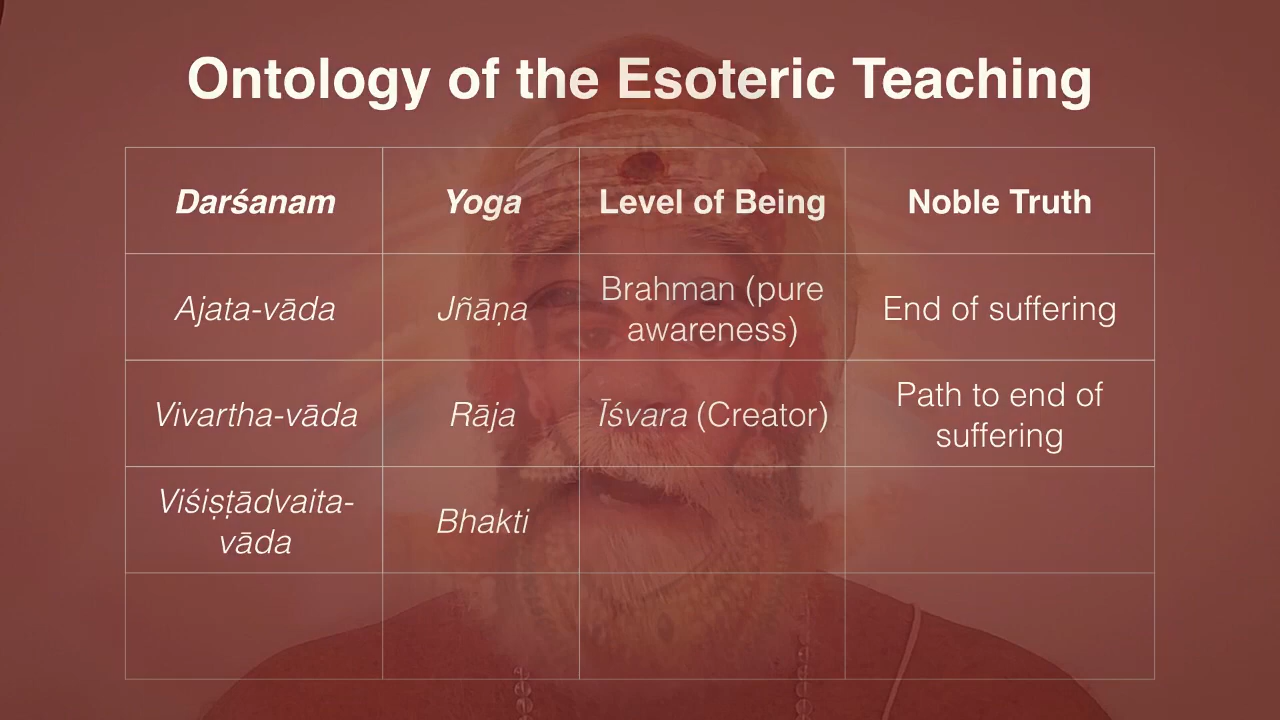 Ontology of the Esoteric Teaching
Darśanam Yoga Level of Being Noble Truth
Ajata-vāda Jñāṇa Brahman (pure awareness) End of suffering
Vivartha-vāda Rāja Īśvara (Creator) Path to end of suffering
Viśiṣṭādvaita-vāda Bhakti